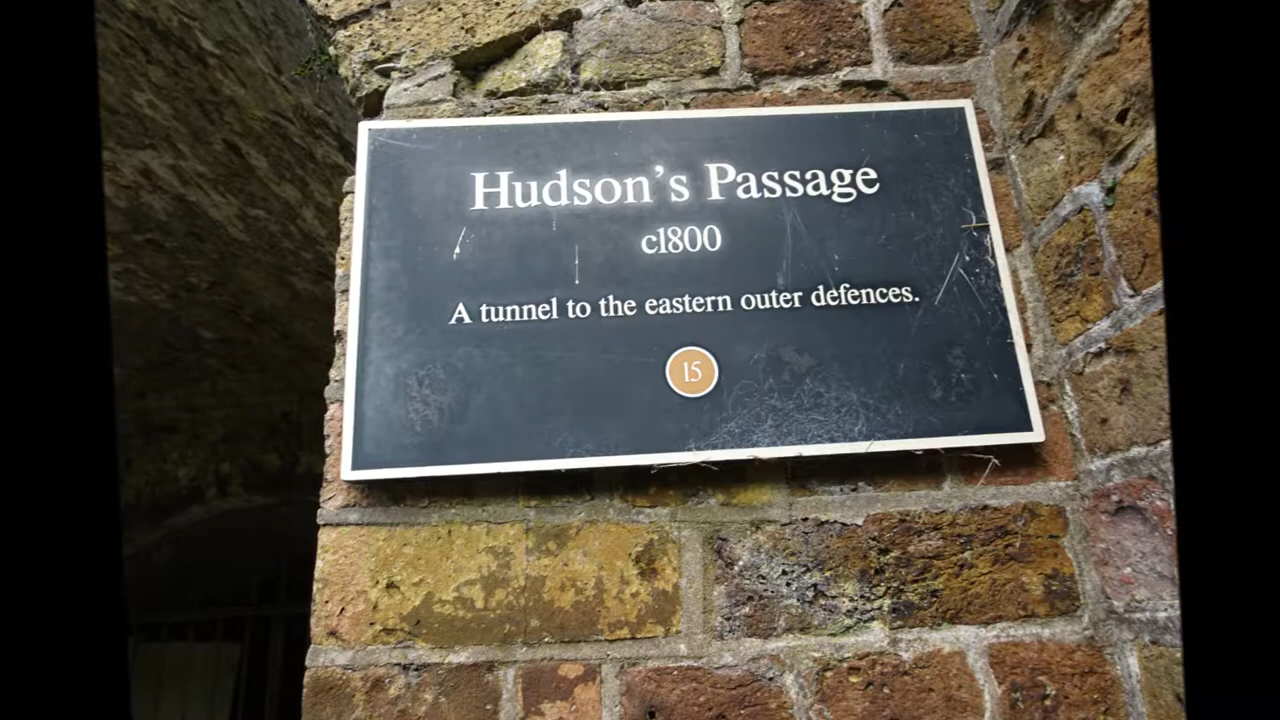 Hudson’s Passage
c1800
A tunnel to the eastern outer defences.
15